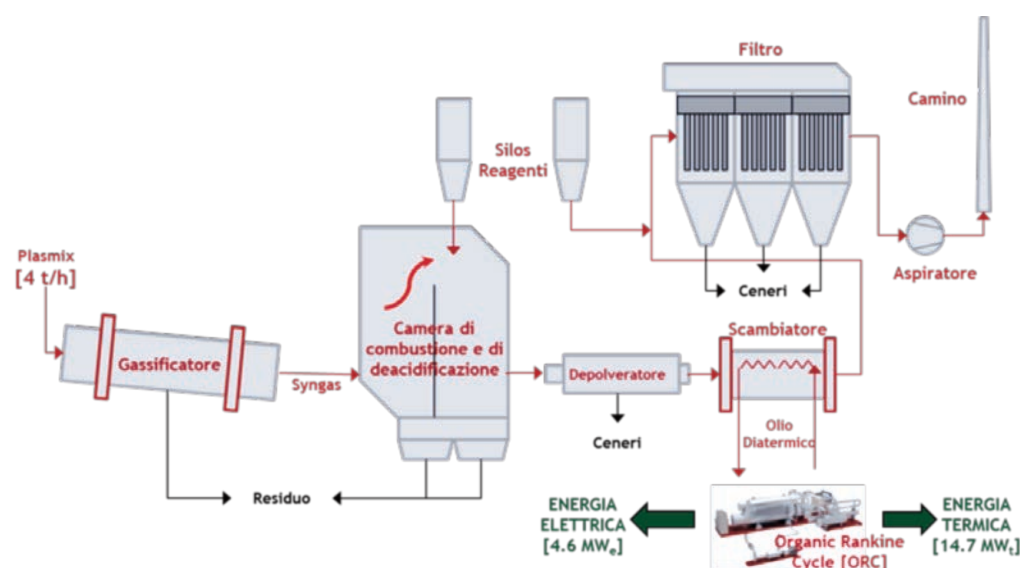 Filtro
Camino
Silos
Reagenti
Plasmix
[4 t/h]
Aspiratore
Ceneri
Scambiatore
Camera di
combustione e di
deacidificazione
Gassificatore
Syngas
Depolveratore
Olio
Diatermico
Ceneri
Residuo
ENERGIA
ELETTRICA
[4.6 MWe]
ENERGIA
TERMICA
[14.7 MWt]
Organic Rankine
Cycle [ORC]